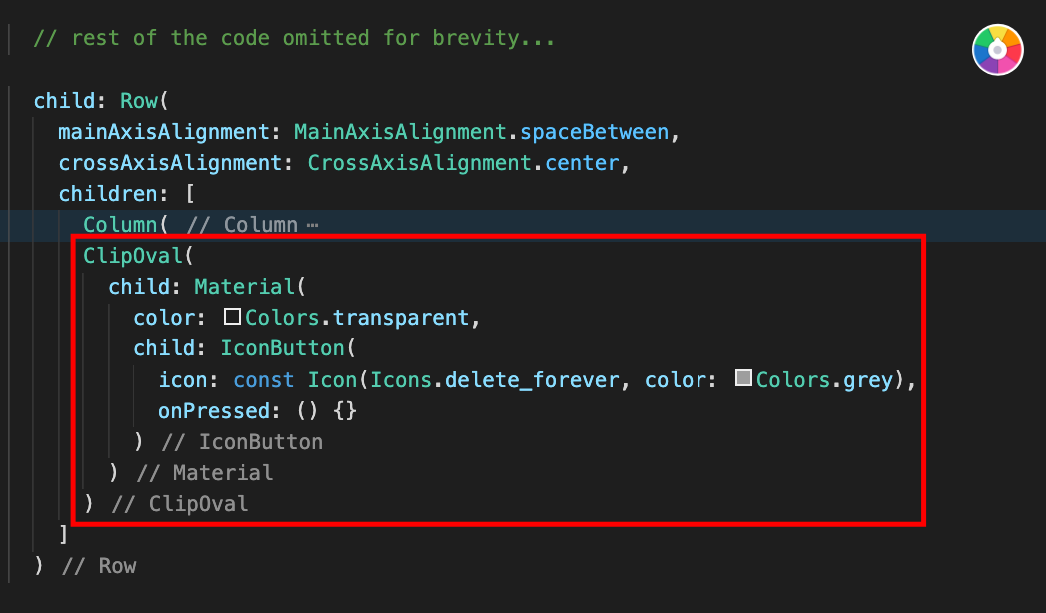 // rest of the code omitted for brevity...
child: Row(
mainAxisAlignment: MainAxisAlignment.spaceBetween,
crossAxisAlignment: CrossAxisAlignment.center,
children: [
Column( // Column ⋯
ClipOval(
child: Material(
color: Colors.transparent,
child: IconButton(
icon: const Icon(Icons.delete_forever, color: Colors.grey),
onPressed: () {}
) // IconButton
) // Material
) // ClipOval
]
) // Row